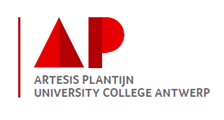 AP
ARTESIS PLANTIJN
UNIVERSITY COLLEGE ANTWERP